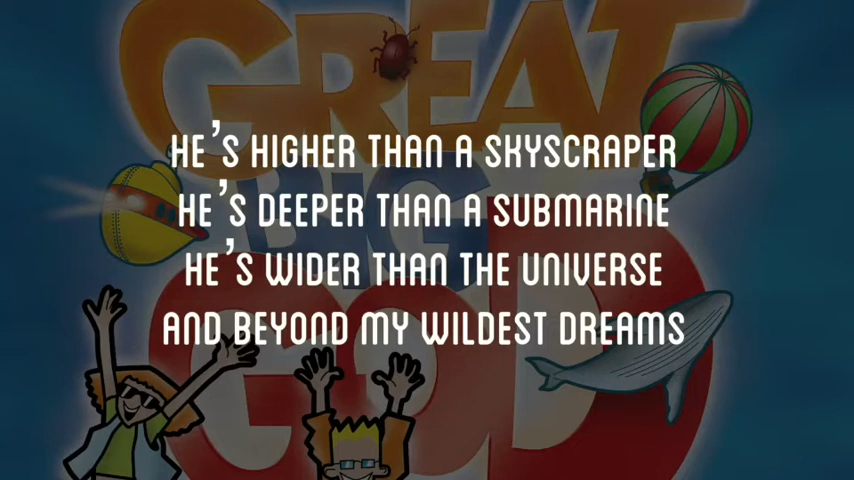 GREAT
BIG
GOD
HE'S HIGHER THAN A SKYSCRAPER
HE'S DEEPER THAN A SUBMARINE
HE'S WIDER THAN THE UNIVERSE
AND BEYOND MY WILDEST DREAMS